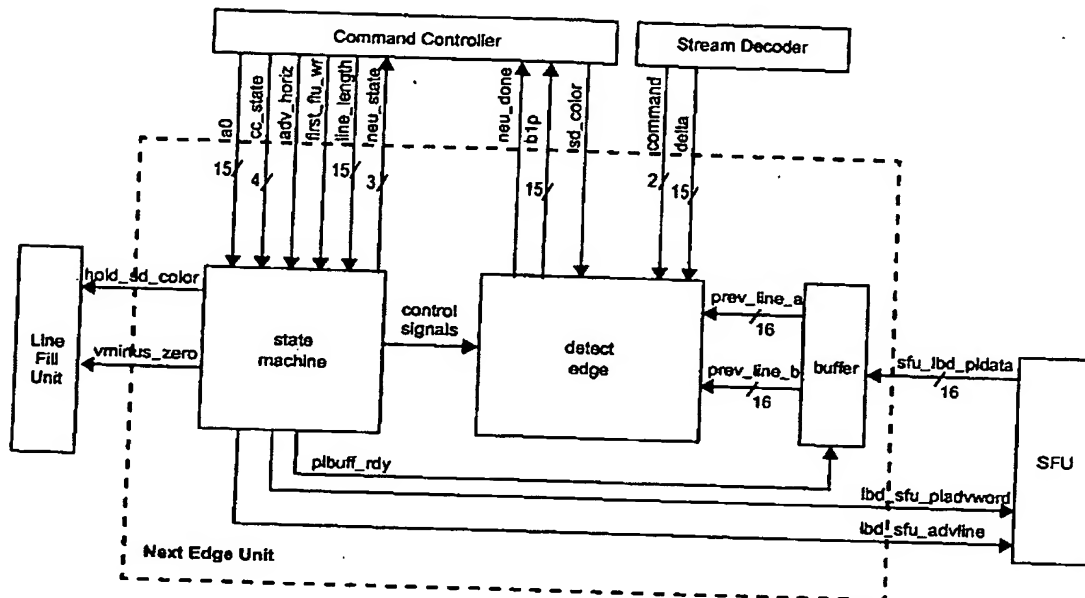 Command Controller
Stream Decoder
a0
cc_state
adv_horiz
first_flu_wr
line_length
neu_state
neu_done
b1p
sd_color
command
delta
15
4
15
3
15
2
15
hold_sd_color
vminus_zero
Line
Fill
Unit
state
machine
control
signals
detect
edge
prev_line_a
16
prev_line_b
16
buffer
sfu_lbd_pldata
16
SFU
plbuff_rdy
lbd_sfu_pladvword
lbd_sfu_advline
Next Edge Unit